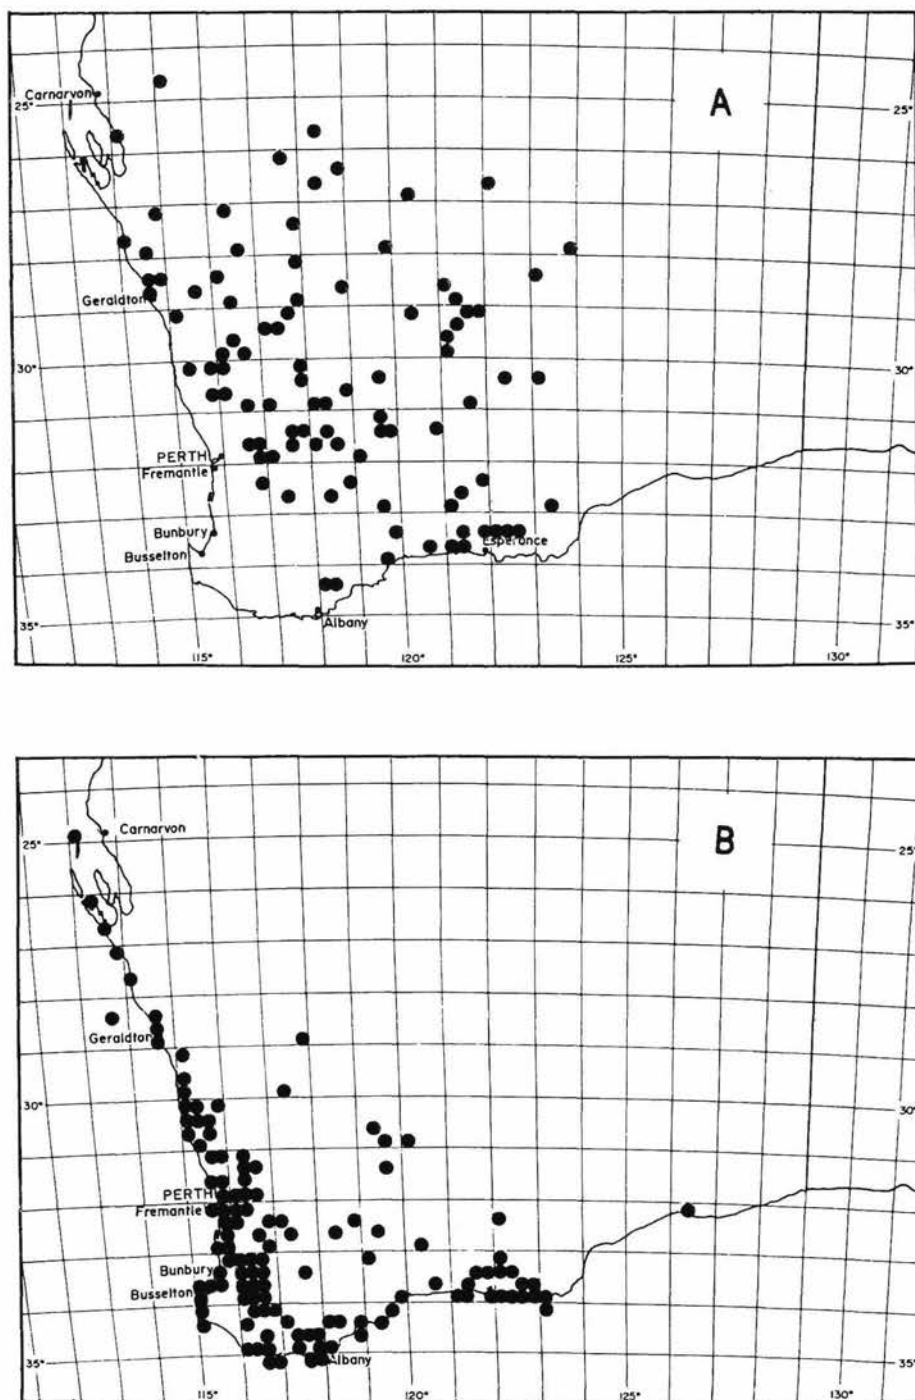 A
Carnarvon
25°
25°
Geraldton
30°
30°
PERTH
Fremantle
Bunbury
Busselton
Esperance
Albany
35°
35°
115°
120°
125°
130°
B
Carnarvon
25°
25°
Geraldton
30°
30°
PERTH
Fremantle
Bunbury
Busselton
Albany
35°
35°
115°
120°
125°
130°